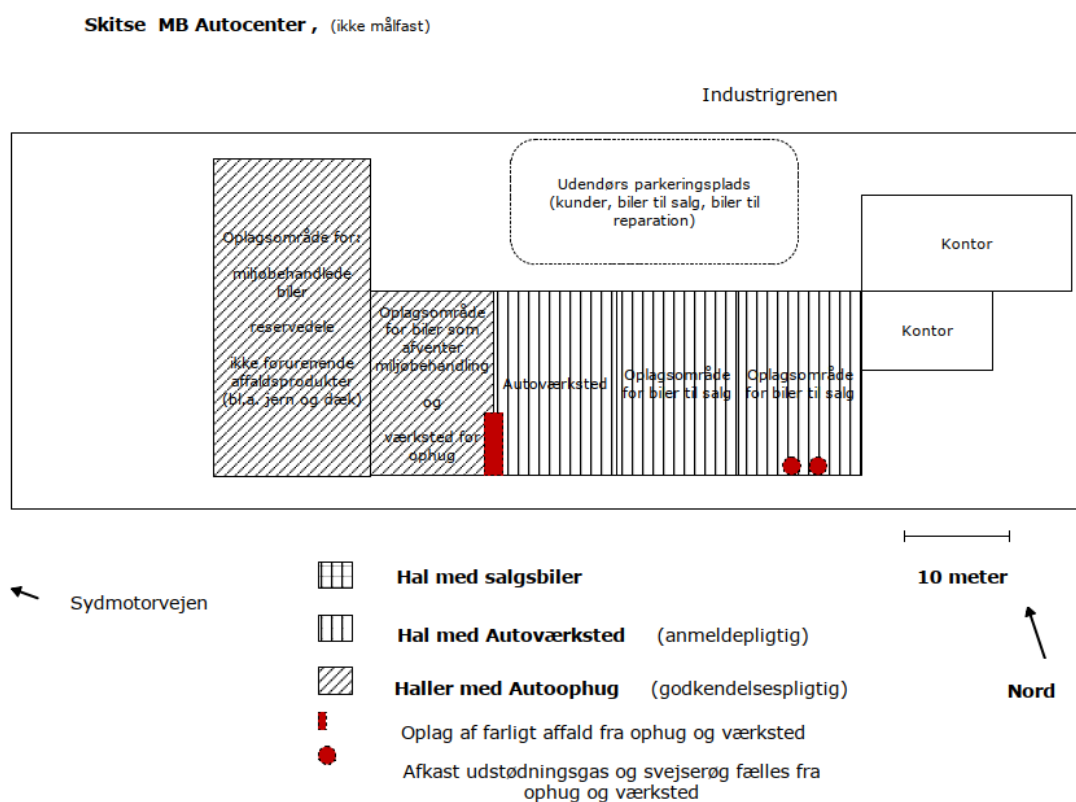 Skitse MB Autocenter , (ikke målfast)
Industrigrenen
Udendørs parkeringsplads
(kunder, biler til salg, biler til
reparation)
Kontor
Kontor
Oplagsområde for:
miljøbehandlede
biler
reservedele
ikke forurenende
affaldsprodukter
(bl.a. jern og dæk)
Oplagsområde
for biler som
afventer
miljøbehandling
og
værksted for
ophug
Autoværksted
Oplagsområde
for biler til salg
Oplagsområde
for biler til salg
10 meter
Sydmotorvejen
Nord
Hal med salgsbiler
Hal med Autoværksted (anmeldepligtig)
Haller med Autoophug (godkendelsespligtig)
Oplag af farligt affald fra ophug og værksted
Afkast udstødningsgas og svejserøg fælles fra
ophug og værksted